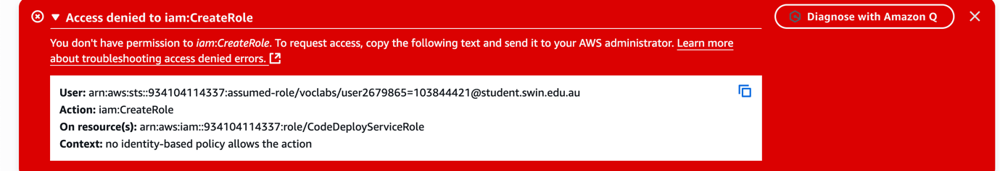 Access denied to iam:CreateRole
Diagnose with Amazon Q
You don't have permission to iam:CreateRole. To request access, copy the following text and send it to your AWS administrator. Learn more
about troubleshooting access denied errors.
User: arn:aws:sts::934104114337:assumed-role/voclabs/user2679865=103844421@student.swin.edu.au
Action: iam:CreateRole
On resource(s): arn:aws:iam::934104114337:role/CodeDeployServiceRole
Context: no identity-based policy allows the action